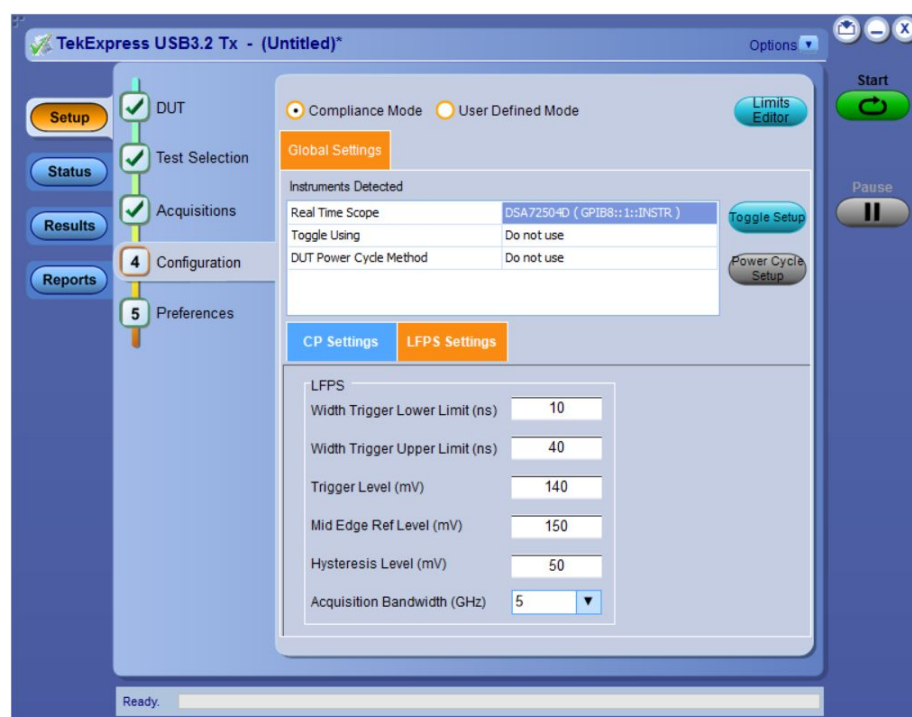 TekExpress USB3.2 Tx - (Untitled)*
Options
Start
Pause
Setup
Status
Results
Reports
DUT
Test Selection
Acquisitions
4 Configuration
5 Preferences
Compliance Mode User Defined Mode
Limits
Editor
Global Settings
Instruments Detected
Real Time Scope DSA72504D ( GPIB8::1::INSTR )
Toggle Using Do not use
DUT Power Cycle Method Do not use
Toggle Setup
Power Cycle
Setup
CP Settings LFPS Settings
LFPS
Width Trigger Lower Limit (ns) 10
Width Trigger Upper Limit (ns) 40
Trigger Level (mV) 140
Mid Edge Ref Level (mV) 150
Hysteresis Level (mV) 50
Acquisition Bandwidth (GHz) 5
Ready.